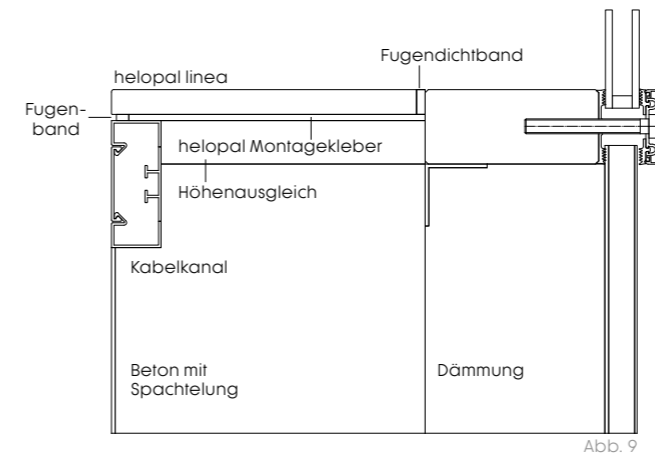 Fugendichtband
helopal linea
Fugen-
band
helopal Montagekleber
Höhenausgleich
Kabelkanal
Beton mit
Spachtelung
Dämmung
Abb. 9